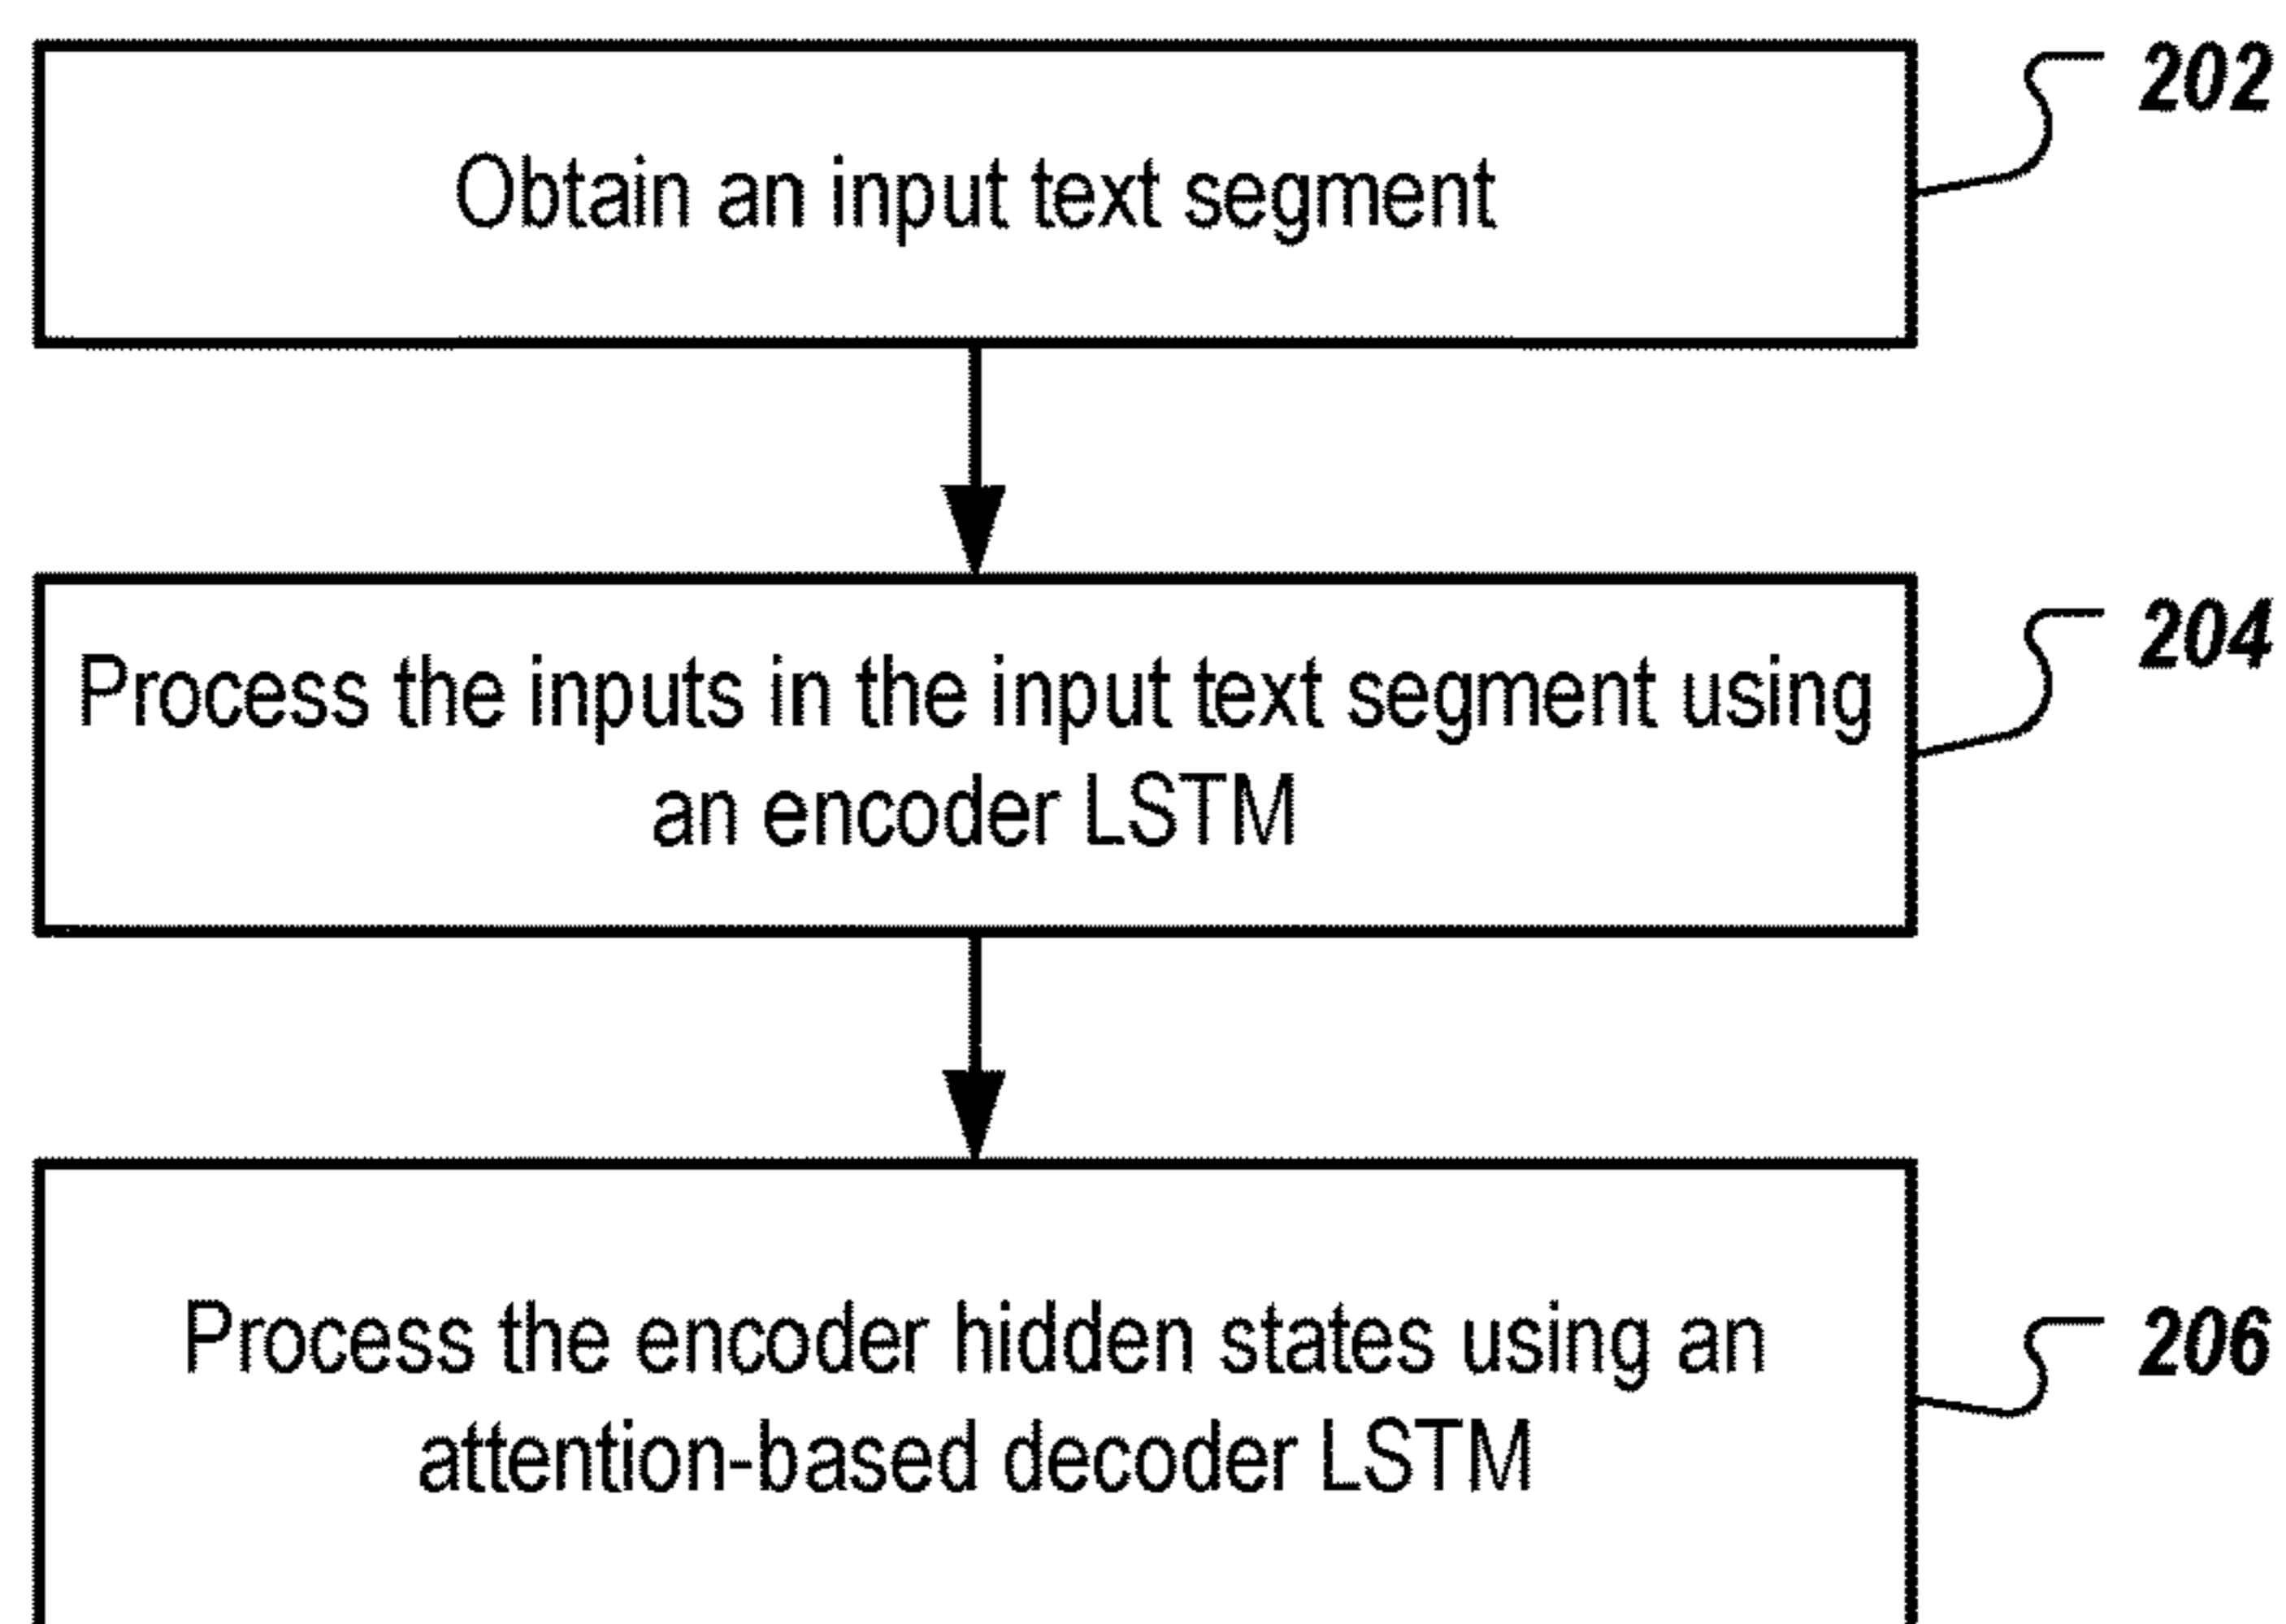 Obtain an input text segment
202
Process the inputs in the input text segment using
an encoder LSTM
204
Process the encoder hidden states using an
attention-based decoder LSTM
206